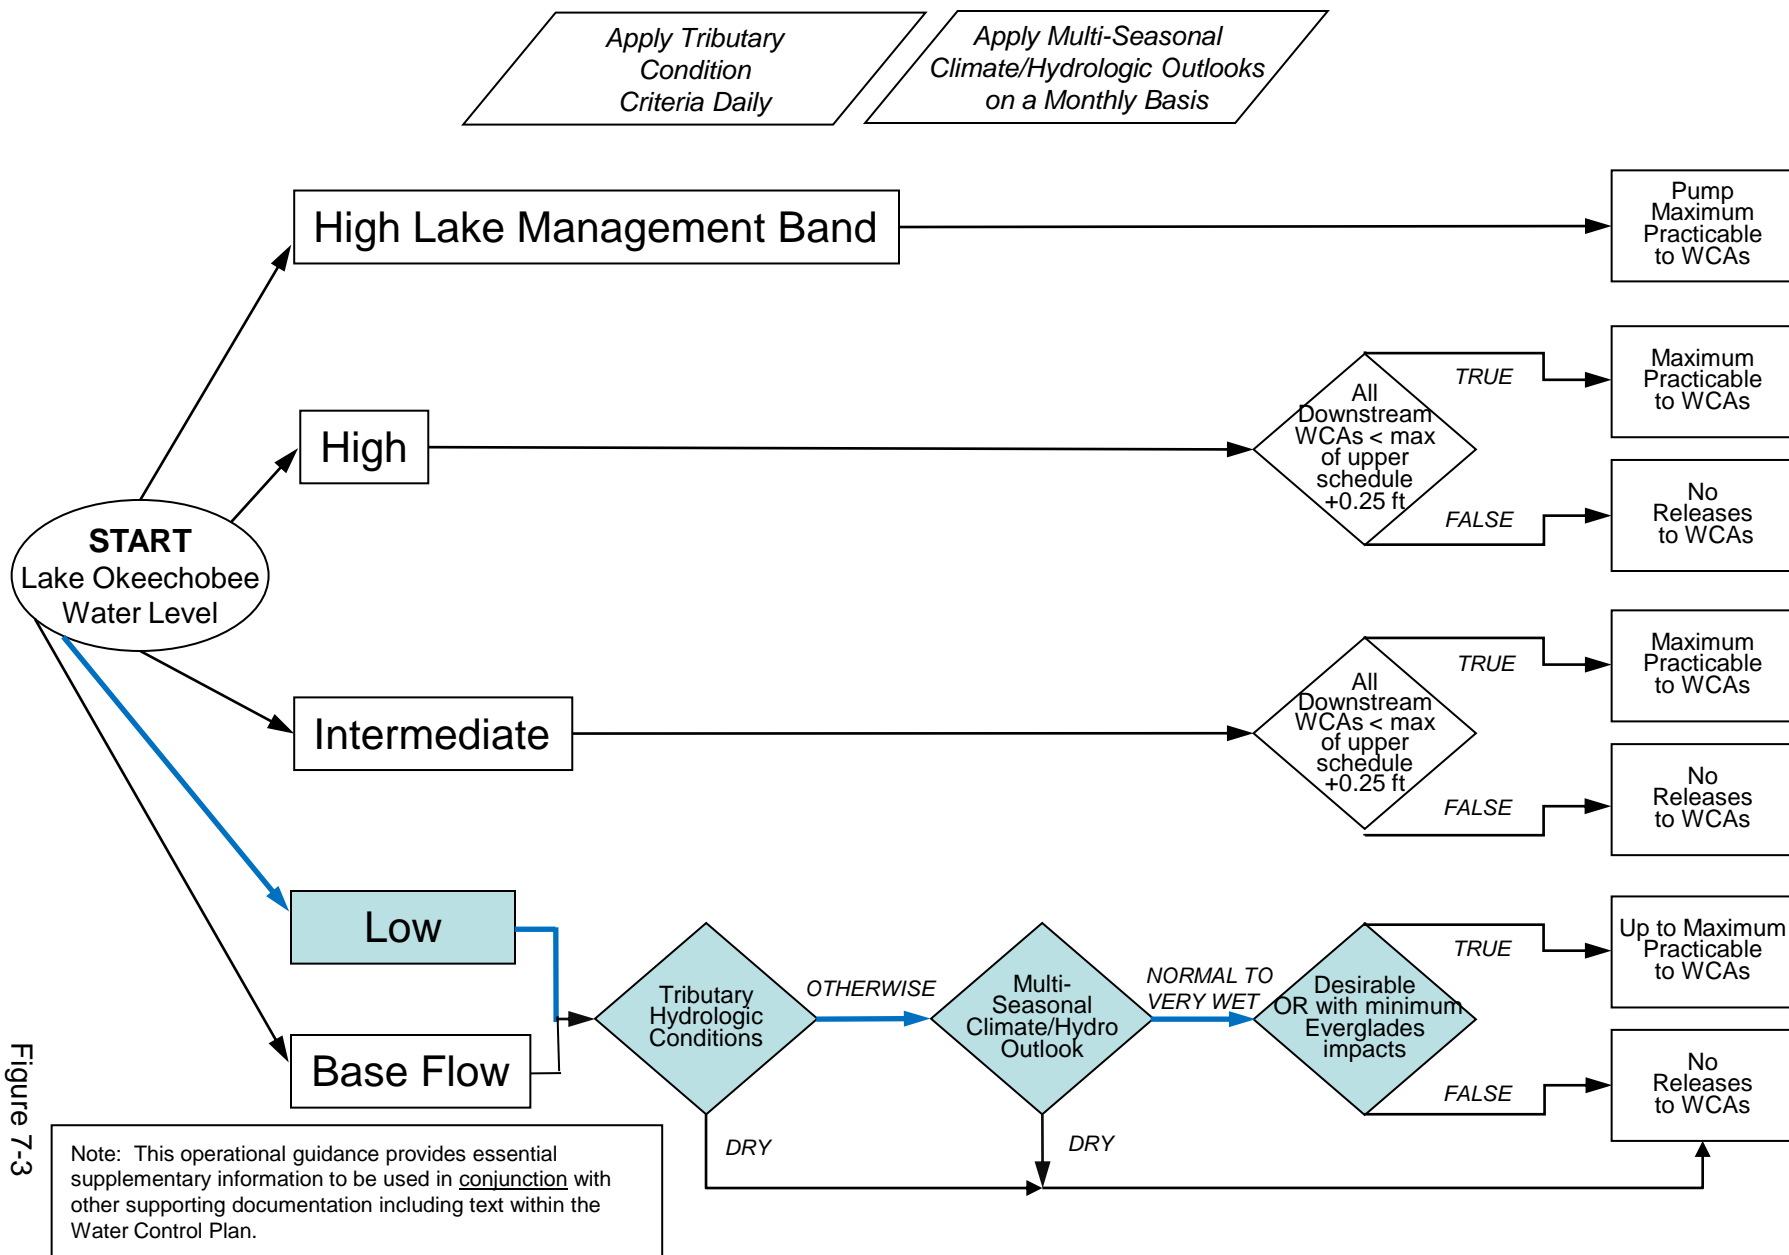 Apply Tributary
Condition
Criteria Daily
Apply Multi-Seasonal
Climate/Hydrologic Outlooks
on a Monthly Basis
High Lake Management Band
Pump
Maximum
Practicable
to WCAs
High
All
Downstream
WCAs < max
of upper
schedule
+0.25 ft
TRUE
Maximum
Practicable
to WCAs
FALSE
No
Releases
to WCAs
START
Lake Okeechobee
Water Level
Intermediate
All
Downstream
WCAs < max
of upper
schedule
+0.25 ft
TRUE
Maximum
Practicable
to WCAs
FALSE
No
Releases
to WCAs
Low
Base Flow
Tributary
Hydrologic
Conditions
OTHERWISE
DRY
Multi-
Seasonal
Climate/Hydro
Outlook
NORMAL TO
VERY WET
DRY
Desirable
OR with minimum
Everglades
impacts
TRUE
Up to Maximum
Practicable
to WCAs
FALSE
No
Releases
to WCAs
Figure 7-3
Note: This operational guidance provides essential
supplementary information to be used in conjunction with
other supporting documentation including text within the
Water Control Plan.